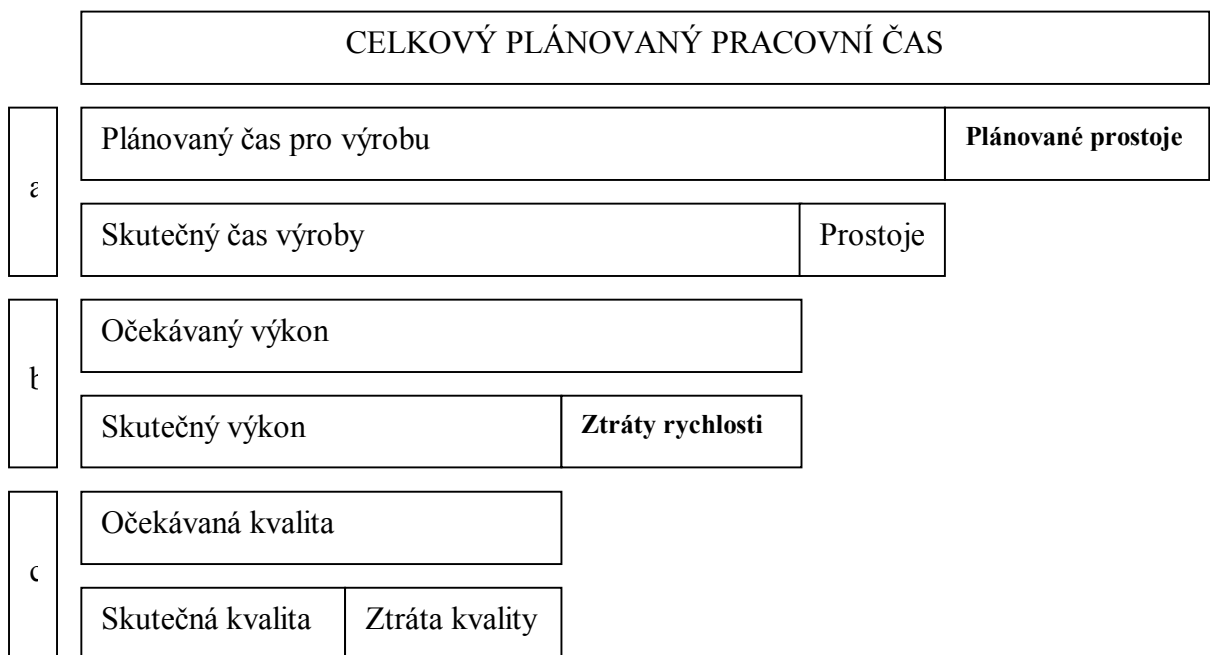 CELKOVÝ PLÁNOVANÝ PRACOVNÍ ČAS
a
Plánovaný čas pro výrobu
Plánované prostoje
Skutečný čas výroby
Prostoje
b
Očekávaný výkon
Skutečný výkon
Ztráty rychlosti
c
Očekávaná kvalita
Skutečná kvalita
Ztráta kvality